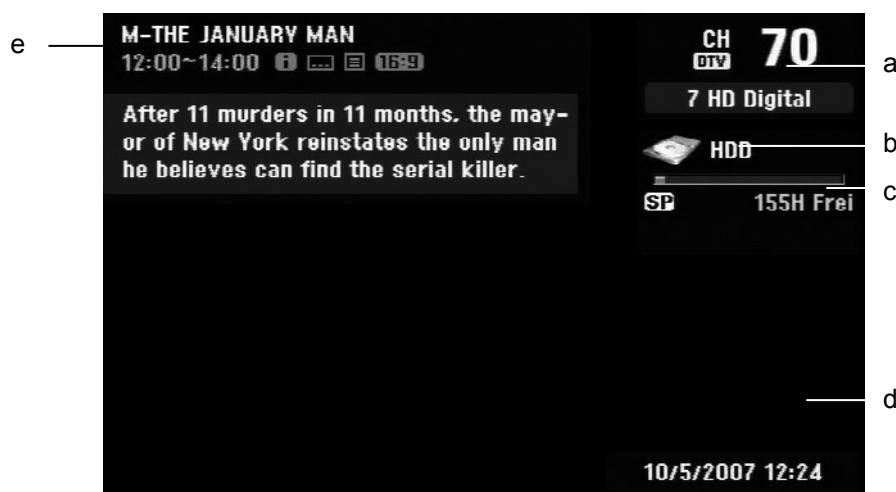 e
M-THE JANUARY MAN
12:00~14:00 i ... 16:9
After 11 murders in 11 months, the may-
or of New York reinstates the only man
he believes can find the serial killer.
CH
DTV
70
a
7 HD Digital
HDD
b
c
SP 155H Frei
d
10/5/2007 12:24